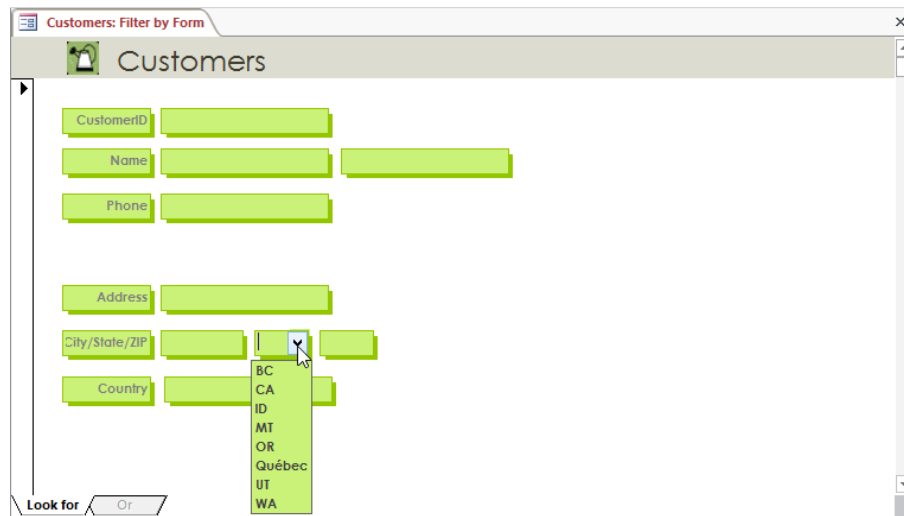 Customers: Filter by Form
Customers
CustomerID
Name
Phone
Address
City/State/ZIP
Country
BC
CA
ID
MT
OR
Québec
UT
WA
Look for Or